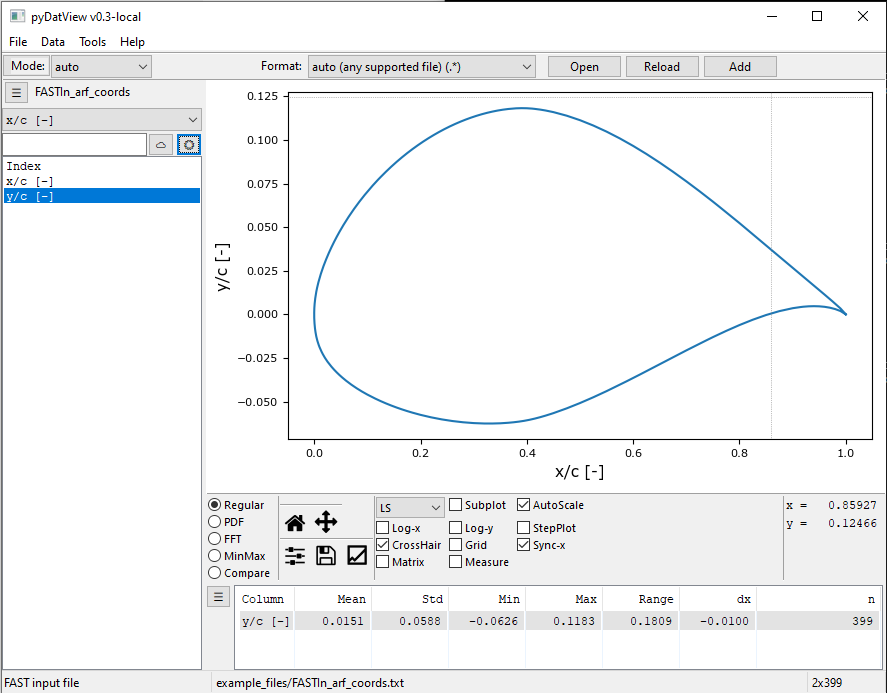 pyDatView v0.3-local
File Data Tools Help
Mode: auto Format: auto (any supported file) (.*) Open Reload Add
FASTIn_arf_coords
x/c [-]
Index
x/c [-]
y/c [-]
0.125
0.100
0.075
0.050
0.025
0.000
−0.025
−0.050
y/c [-]
0.0 0.2 0.4 0.6 0.8 1.0
x/c [-]
Regular
PDF
FFT
MinMax
Compare
LS Subplot AutoScale
Log-x Log-y StepPlot
CrossHair Grid Sync-x
Matrix Measure
x = 0.85927
y = 0.12466
Column Mean Std Min Max Range dx n
y/c [-] 0.0151 0.0588 -0.0626 0.1183 0.1809 -0.0100 399
FAST input file example_files/FASTIn_arf_coords.txt 2x399